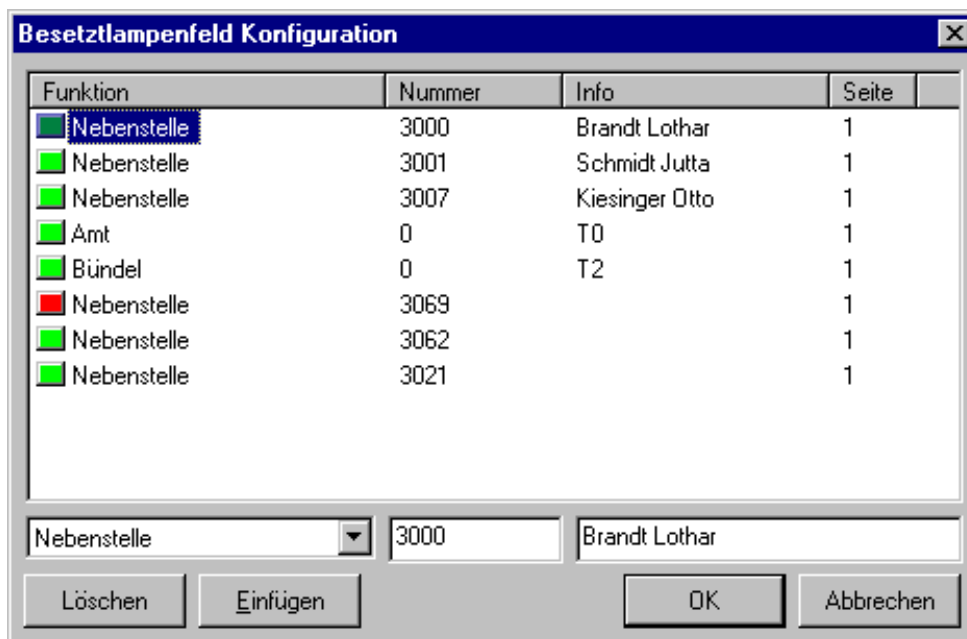 Besetztlampenfeld Konfiguration
Funktion Nummer Info Seite
Nebenstelle 3000 Brandt Lothar 1
Nebenstelle 3001 Schmidt Jutta 1
Nebenstelle 3007 Kiesinger Otto 1
Amt 0 T0 1
Bündel 0 T2 1
Nebenstelle 3069 1
Nebenstelle 3062 1
Nebenstelle 3021 1
Nebenstelle 3000 Brandt Lothar
Löschen Einfügen OK Abbrechen